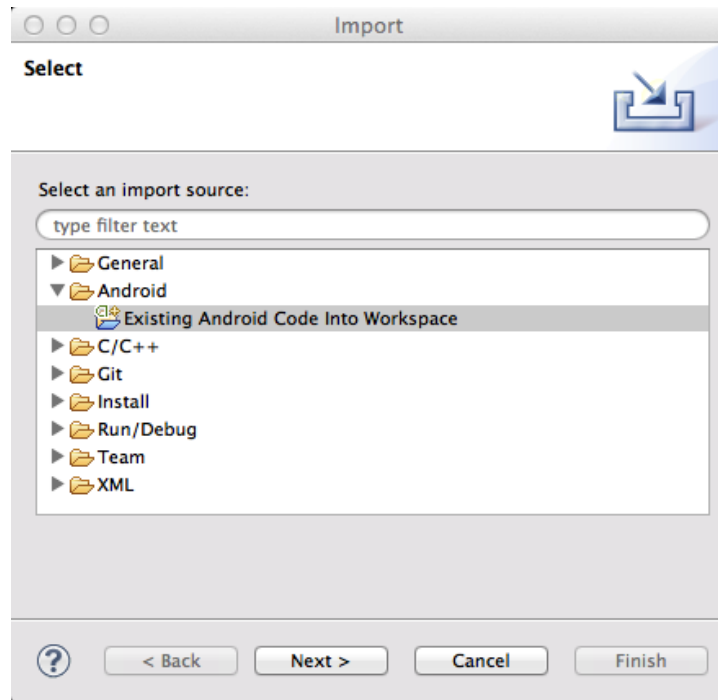 Import
Select
Select an import source:
type filter text
General
Android
Existing Android Code Into Workspace
C/C++
Git
Install
Run/Debug
Team
XML
? < Back Next > Cancel Finish